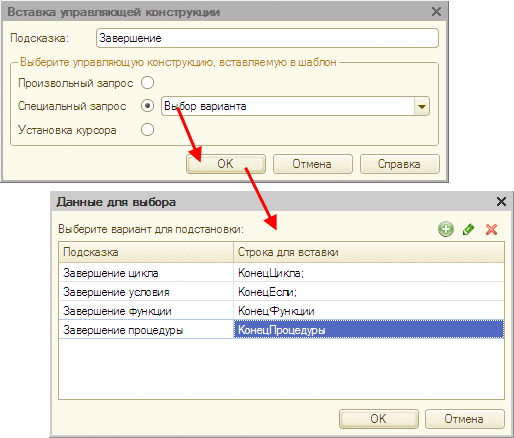 Вставка управляющей конструкции
Подсказка: Завершение
Выберите управляющую конструкцию, вставляемую в шаблон
Произвольный запрос
Специальный запрос Выбор варианта
Установка курсора
OK Отмена Справка
Данные для выбора
Выберите вариант для подстановки:
Подсказка Строка для вставки
Завершение цикла КонецЦикла;
Завершение условия КонецЕсли;
Завершение функции КонецФункции
Завершение процедуры КонецПроцедуры
OK Отмена